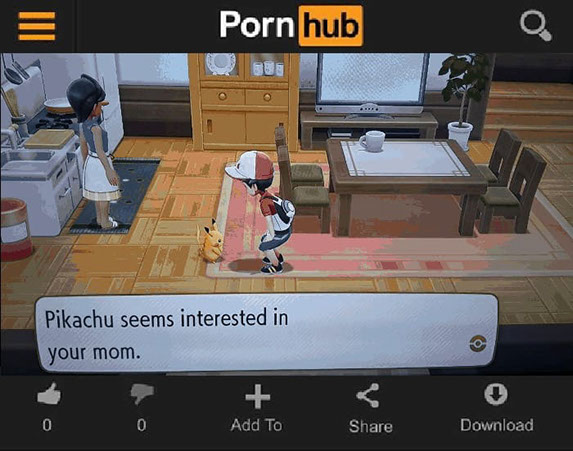 Porn hub
Pikachu seems interested in
your mom.
0
0
Add To
Share
Download